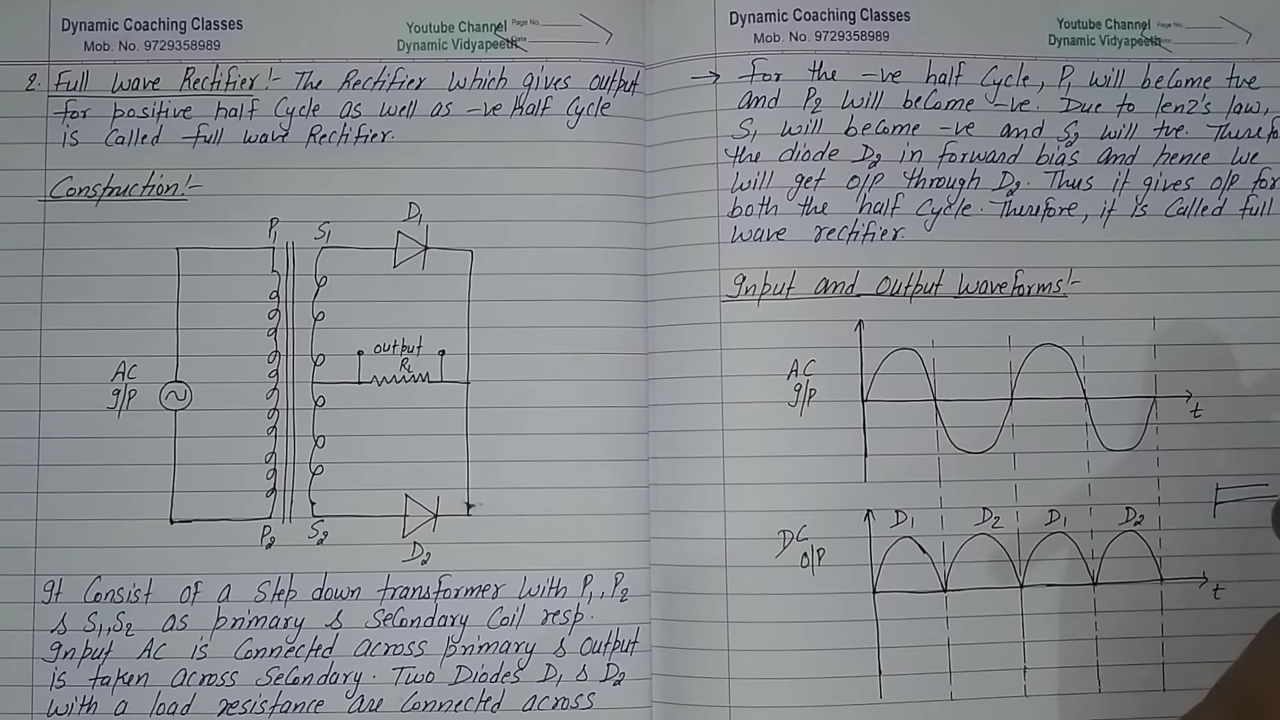 Dynamic Coaching Classes
Mob. No. 9729358989
Youtube Channel
Dynamic Vidyapeeth
Page No.
Date
2. Full Wave Rectifier:- The Rectifier which gives output
for positive half Cycle as well as -ve Half Cycle
is Called full wave Rectifier.
Construction:-
P1
S1
D1
AC
I/P
output
RL
P2
S2
D2
It Consist of a Step down transformer with P1, P2
& S1, S2 as primary & Secondary Coil resp.
Input AC is Connected across primary & output
is taken across Secondary. Two Diodes D1 & D2
with a load resistance are Connected across
Dynamic Coaching Classes
Mob. No. 9729358989
Youtube Channel
Dynamic Vidyapeeth
Page No.
→ For the -ve half Cycle, P1 will become +ve
and P2 will become -ve. Due to lenz's law,
S1 will become -ve and S2 will +ve. Theref
the diode D2 in forward bias and hence we
will get o/p through D2. Thus it gives o/p for
both the half Cycle. Therefore, it is Called full
wave rectifier.
Input and Output Waveforms:-
AC
I/P
t
DC
O/P
D1 D2 D1 D2
t